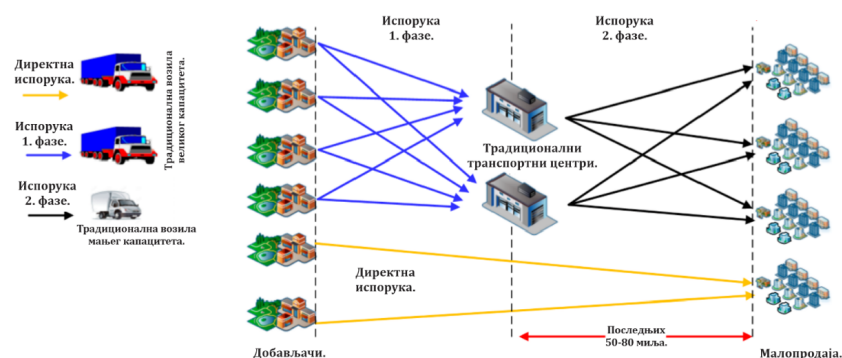 Директна
испорука.
Испорука
1. фазе.
Испорука
2. фазе.
Традиционална возила
великог капацитета.
Традиционална возила
мањег капацитета.
Испорука
1. фазе.
Испорука
2. фазе.
Традиционални
транспортни центри.
Директна
испорука.
Последњих
50-80 миља.
Добављачи.
Малопродаја.